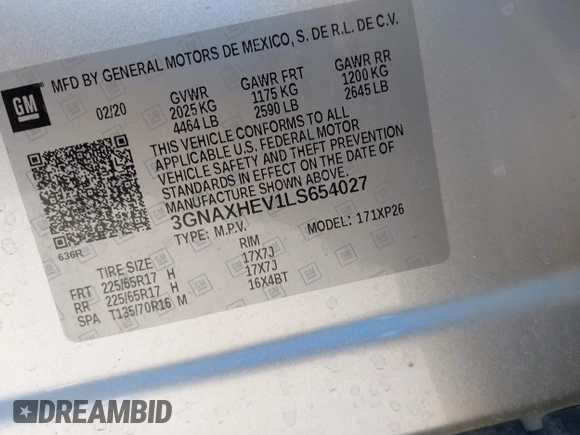 MFD BY GENERAL MOTORS DE MEXICO, S. DE R.L. DE C.V.
GM
02/20
GVWR
2025 KG
4464 LB
GAWR FRT
1175 KG
2590 LB
GAWR RR
1200 KG
2645 LB
THIS VEHICLE CONFORMS TO ALL
APPLICABLE U.S. FEDERAL MOTOR
VEHICLE SAFETY AND THEFT PREVENTION
STANDARDS IN EFFECT ON THE DATE OF
MANUFACTURE SHOWN ABOVE.
3GNAXHEV1LS654027
TYPE: M.P.V. MODEL: 171XP26
636R
TIRE SIZE RIM
FRT 225/65R17 H 17X7J
RR 225/65R17 H 17X7J
SPA T135/70R16 M 16X4BT
DREAMBID